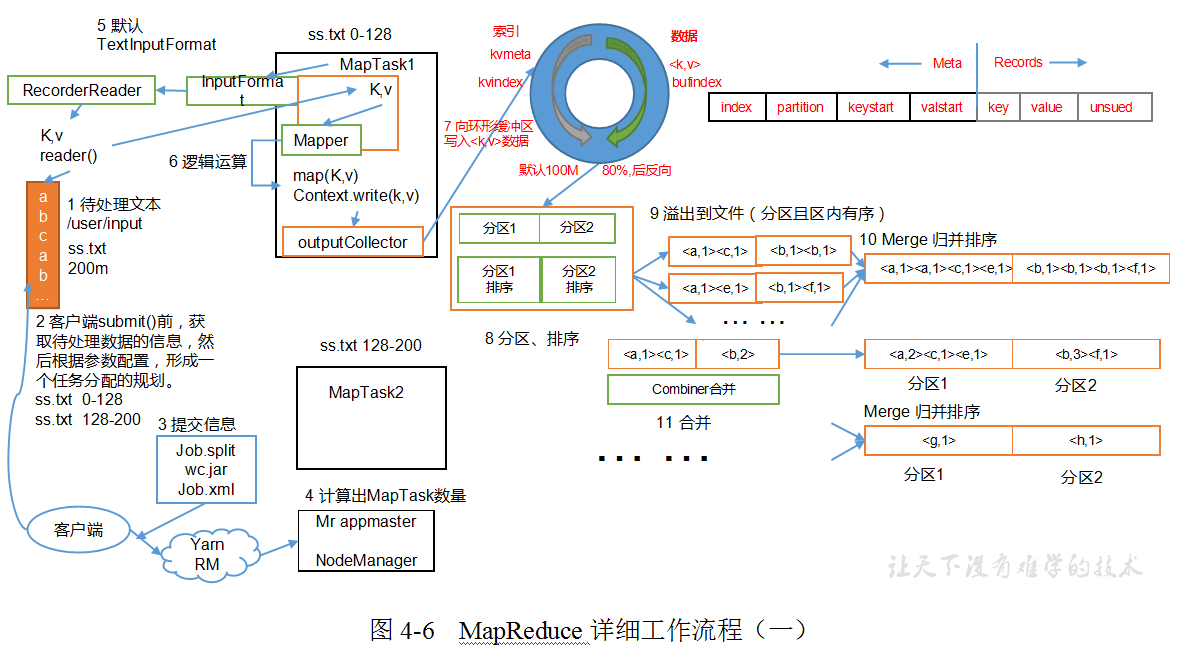 5 默认
TextInputFormat
RecorderReader
InputForma
t
K,v
reader()
a
b
c
a
b
...
1 待处理文本
/user/input
ss.txt
200m
2 客户端submit()前，获
取待处理数据的信息，然
后根据参数配置，形成一
个任务分配的规划。
ss.txt 0-128
ss.txt 128-200
3 提交信息
Job.split
wc.jar
Job.xml
客户端
Yarn
RM
4 计算出MapTask数量
Mr appmaster
NodeManager
ss.txt 0-128
MapTask1
K,v
Mapper
6 逻辑运算
map(K,v)
Context.write(k,v)
outputCollector
ss.txt 128-200
MapTask2
索引
kvmeta
kvindex
数据
<k,v>
bufindex
7 向环形缓冲区
写入<k,v>数据
默认100M
80%,后反向
Meta
Records
index partition keystart valstart key value unsued
分区1 分区2
分区1
排序
分区2
排序
8 分区、排序
9 溢出到文件（分区且区内有序）
<a,1><c,1> <b,1><b,1>
<a,1><e,1> <b,1><f,1>
... ...
10 Merge 归并排序
<a,1><a,1><c,1><e,1> <b,1><b,1><b,1><f,1>
<a,1><c,1> <b,2>
Combiner合并
11 合并
... ...
<a,2><c,1><e,1> <b,3><f,1>
分区1 分区2
Merge 归并排序
<g,1> <h,1>
分区1 分区2
让天下没有难学的技术
图 4-6 MapReduce 详细工作流程（一）